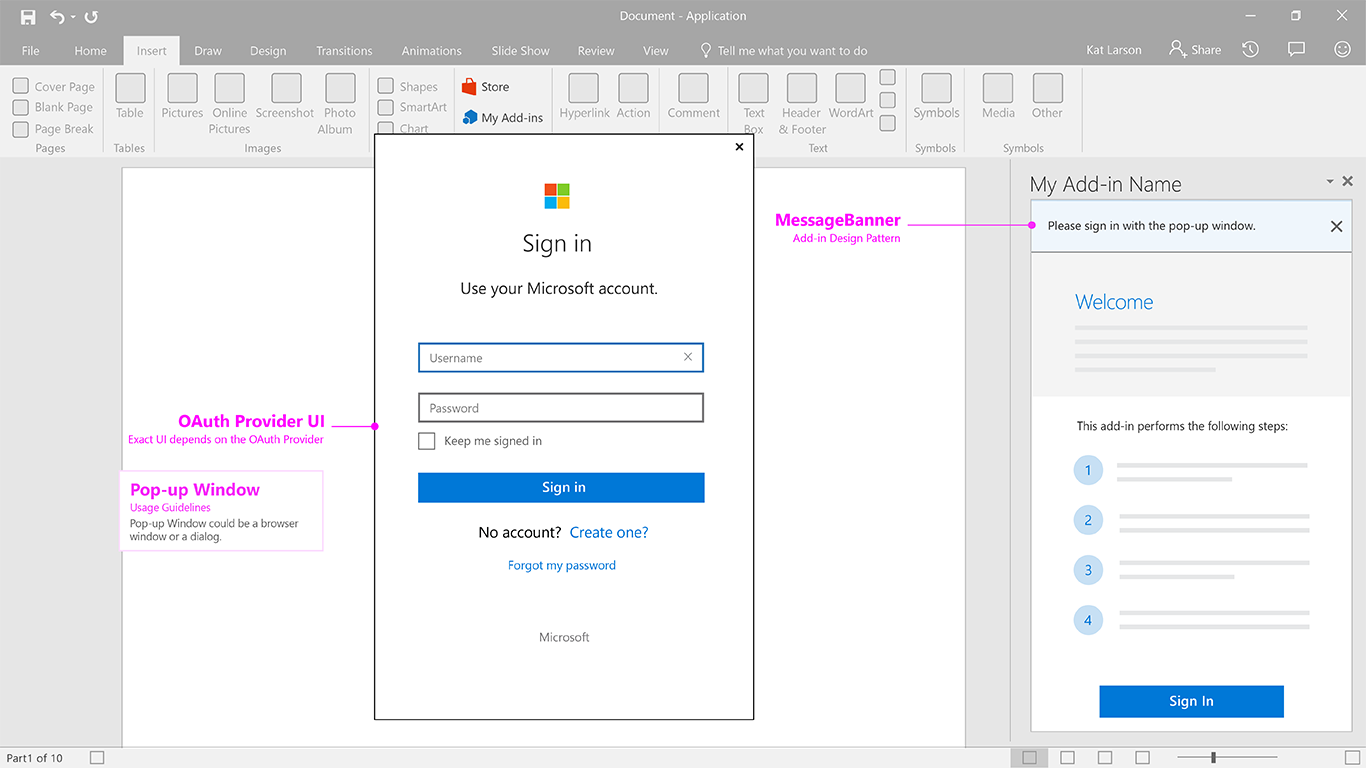 Document - Application
File Home Insert Draw Design Transitions Animations Slide Show Review View Tell me what you want to do Kat Larson Share
Cover Page
Blank Page
Page Break
Pages
Table
Tables
Pictures
Online
Pictures
Screenshot
Photo
Album
Images
Shapes
SmartArt
Chart
Store
My Add-ins
Hyperlink
Action
Comment
Text
Box
Header
& Footer
WordArt
Text
Symbols
Symbols
Media
Other
Symbols
Sign in
Use your Microsoft account.
Username
Password
Keep me signed in
Sign in
No account? Create one?
Forgot my password
Microsoft
OAuth Provider UI
Exact UI depends on the OAuth Provider
Pop-up Window
Usage Guidelines
Pop-up Window could be a browser
window or a dialog.
MessageBanner
Add-in Design Pattern
My Add-in Name
Please sign in with the pop-up window.
Welcome
This add-in performs the following steps:
1
2
3
4
Sign In
Part1 of 10